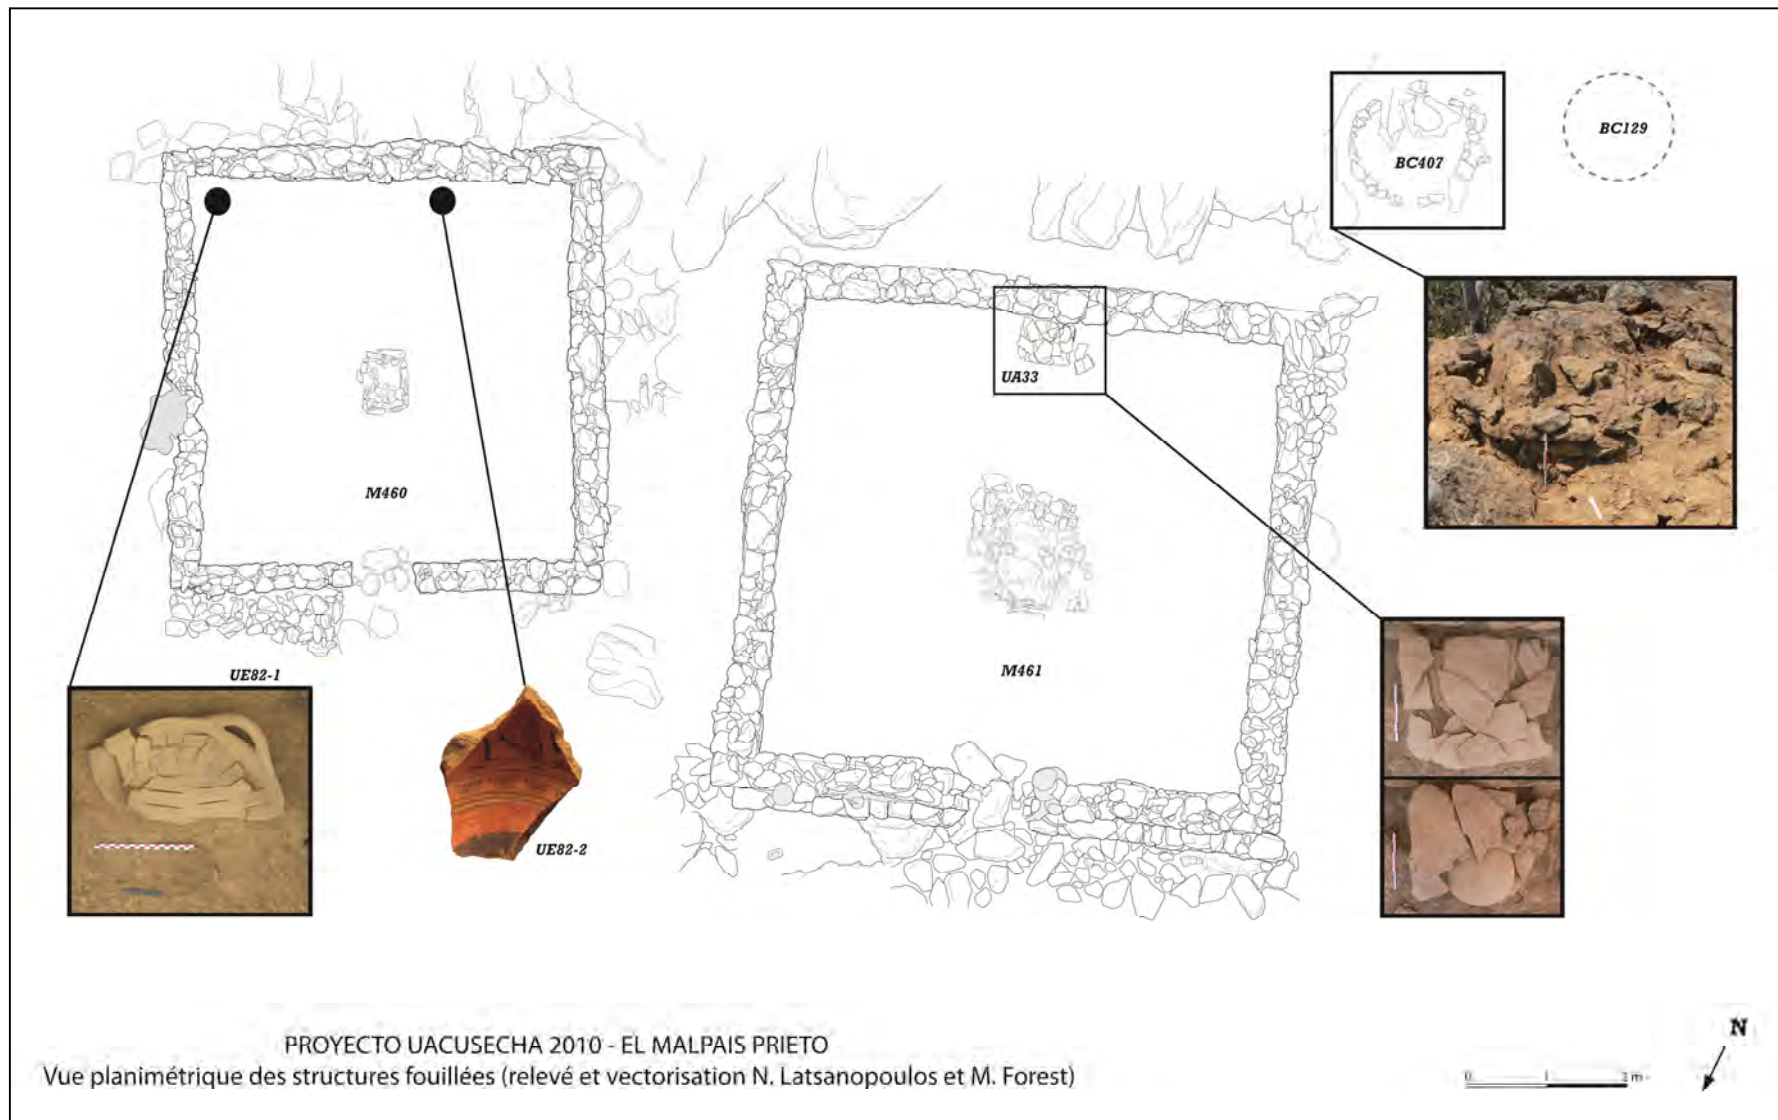 BC129
BC407
UA33
M460
M461
UE82-1
UE82-2
PROYECTO UACUSECHA 2010 - EL MALPAIS PRIETO
Vue planimétrique des structures fouillées (relevé et vectorisation N. Latsanopoulos et M. Forest)
0 1 2 m
N